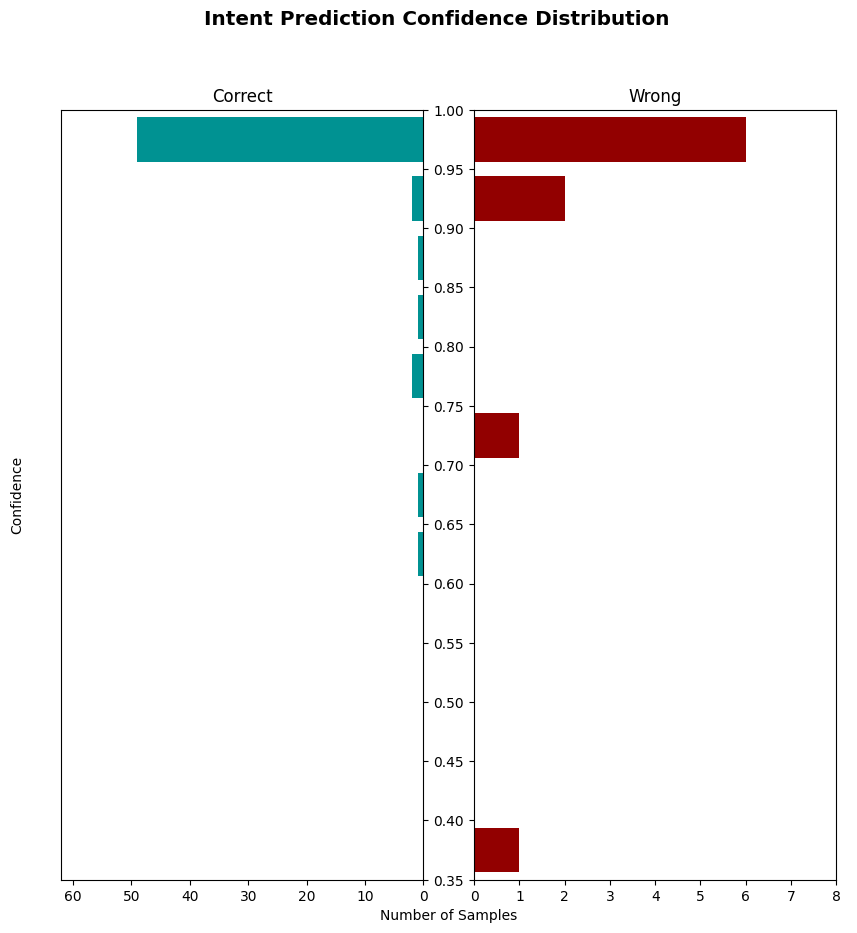 Intent Prediction Confidence Distribution
Correct
Wrong
1.00
0.95
0.90
0.85
0.80
0.75
0.70
0.65
0.60
0.55
0.50
0.45
0.40
0.35
Confidence
60 50 40 30 20 10 0
0 1 2 3 4 5 6 7 8
Number of Samples